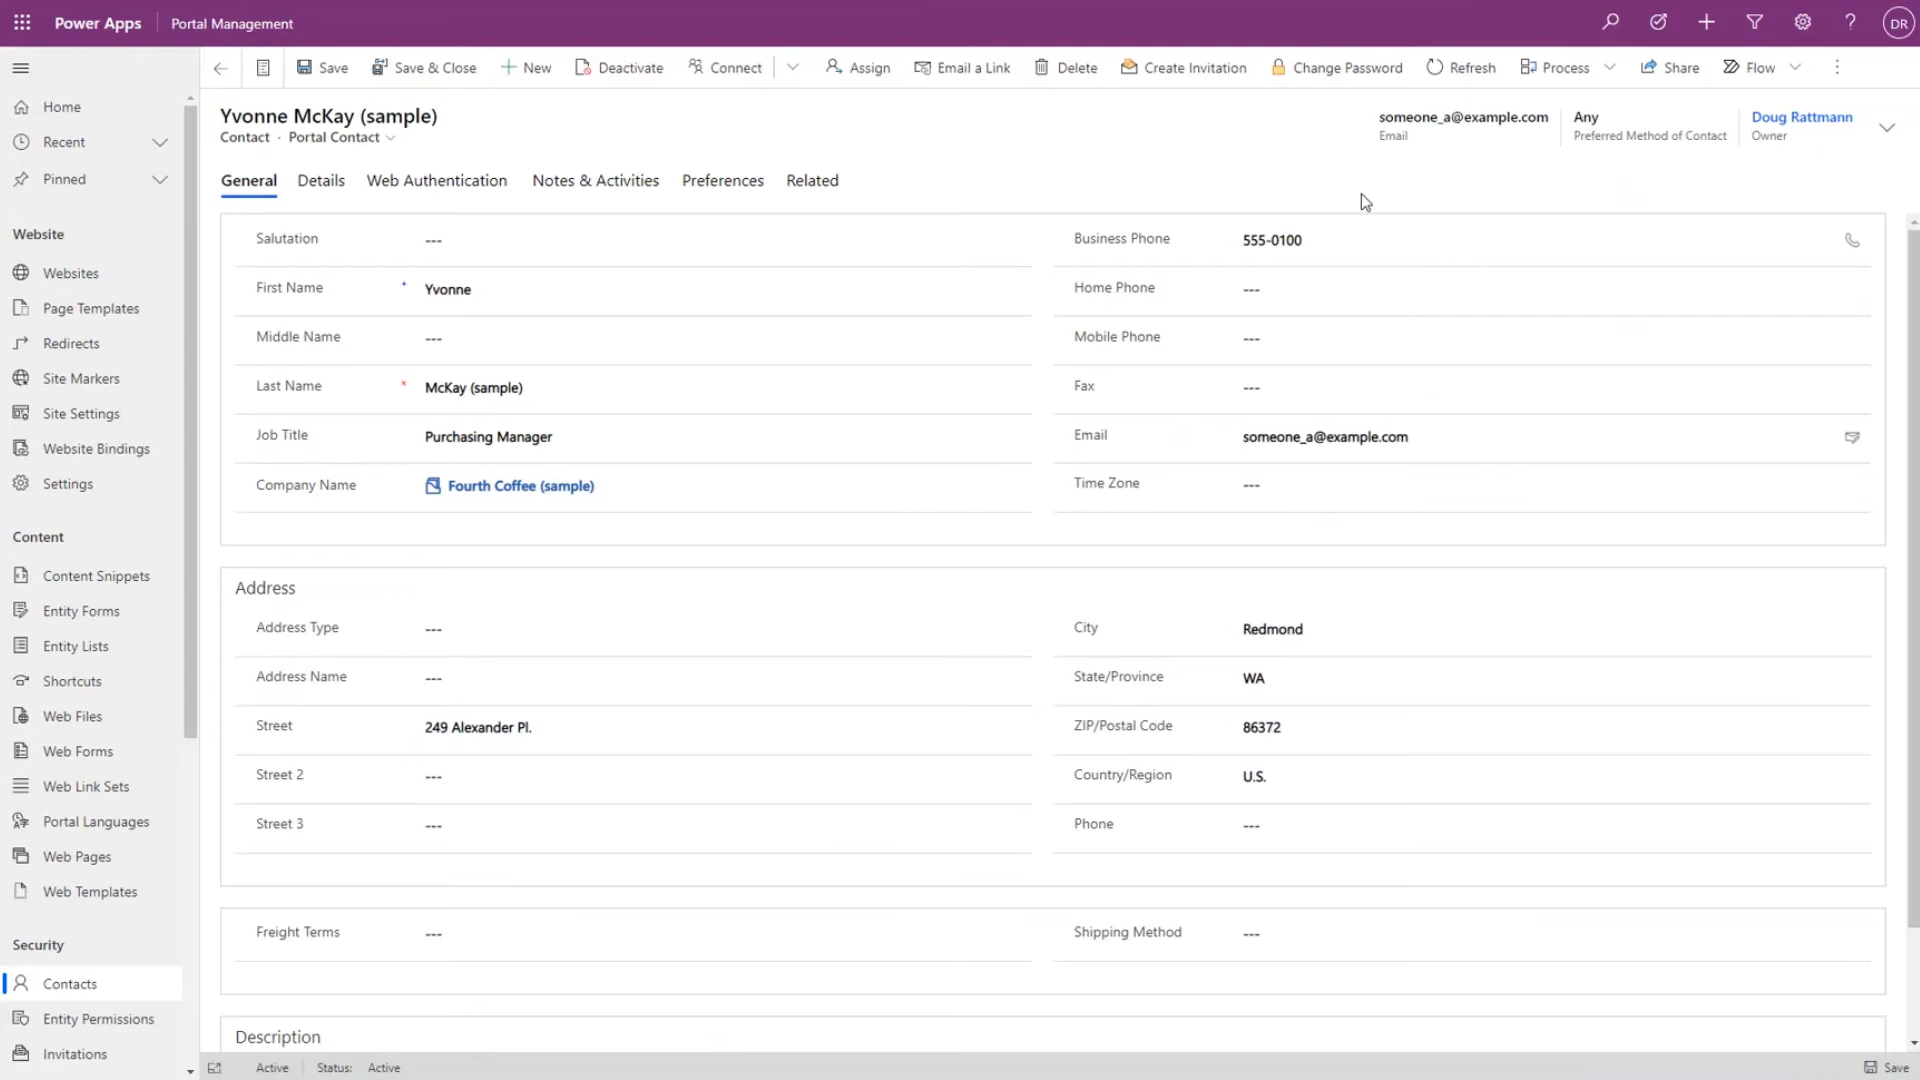 Power Apps
Portal Management
DR
Save
Save & Close
New
Deactivate
Connect
Assign
Email a Link
Delete
Create Invitation
Change Password
Refresh
Process
Share
Flow
Home
Recent
Pinned
Website
Websites
Page Templates
Redirects
Site Markers
Site Settings
Website Bindings
Settings
Content
Content Snippets
Entity Forms
Entity Lists
Shortcuts
Web Files
Web Forms
Web Link Sets
Portal Languages
Web Pages
Web Templates
Security
Contacts
Entity Permissions
Invitations
Yvonne McKay (sample)
Contact · Portal Contact
someone_a@example.com
Email
Any
Preferred Method of Contact
Doug Rattmann
Owner
General Details Web Authentication Notes & Activities Preferences Related
Salutation ---
First Name * Yvonne
Middle Name ---
Last Name * McKay (sample)
Job Title Purchasing Manager
Company Name Fourth Coffee (sample)
Business Phone 555-0100
Home Phone ---
Mobile Phone ---
Fax ---
Email someone_a@example.com
Time Zone ---
Address
Address Type ---
Address Name ---
Street 249 Alexander Pl.
Street 2 ---
Street 3 ---
City Redmond
State/Province WA
ZIP/Postal Code 86372
Country/Region U.S.
Phone ---
Freight Terms ---
Shipping Method ---
Description
Active Status: Active
Save